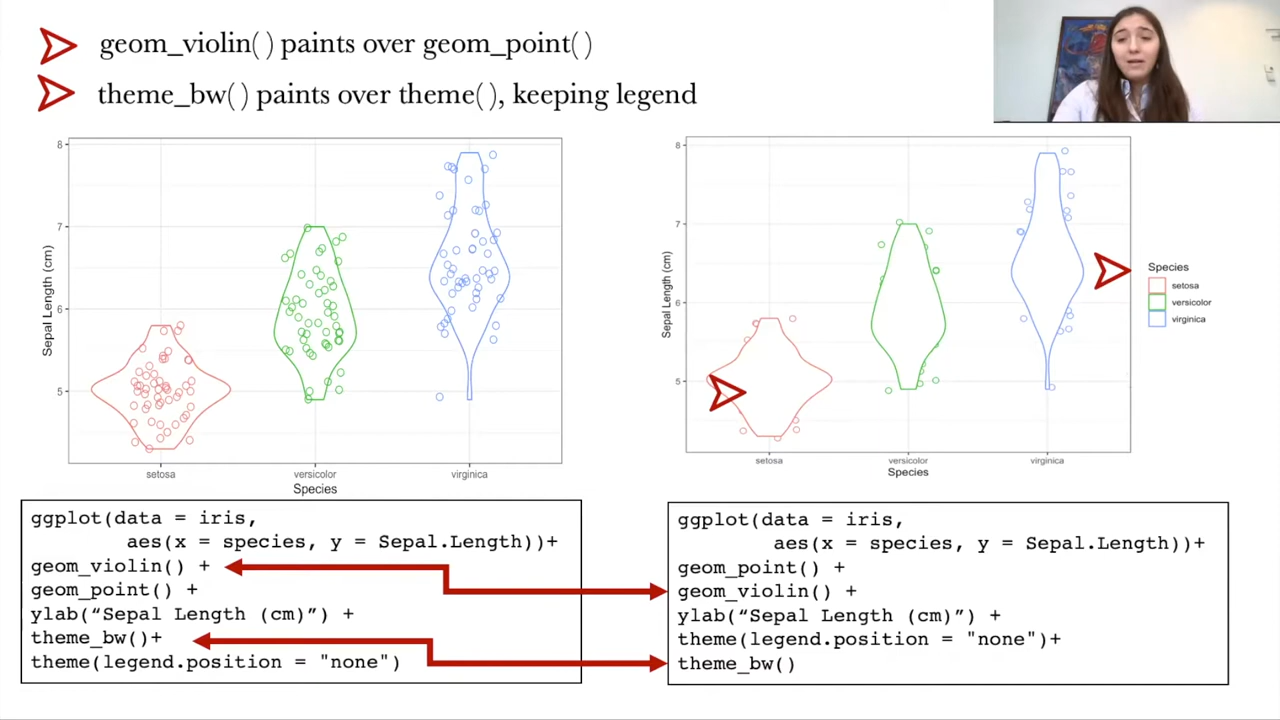 geom_violin() paints over geom_point()
theme_bw() paints over theme(), keeping legend
8
7
6
5
Sepal Length (cm)
setosa
versicolor
virginica
Species
8
7
6
5
Sepal Length (cm)
setosa
versicolor
virginica
Species
Species
setosa
versicolor
virginica
ggplot(data = iris,
aes(x = species, y = Sepal.Length))+
geom_violin() +
geom_point() +
ylab(“Sepal Length (cm)”) +
theme_bw()+
theme(legend.position = "none")
ggplot(data = iris,
aes(x = species, y = Sepal.Length))+
geom_point() +
geom_violin() +
ylab(“Sepal Length (cm)”) +
theme(legend.position = "none")+
theme_bw()